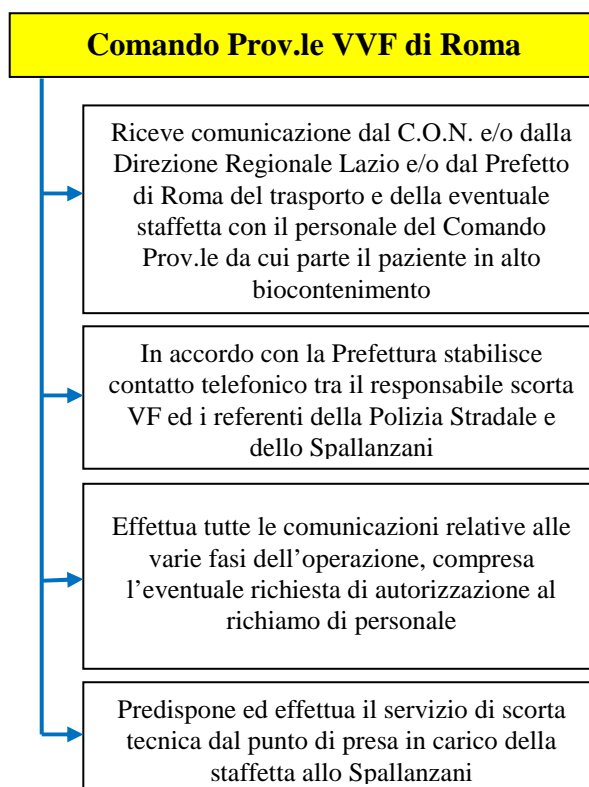 Comando Prov.le VVF di Roma
Riceve comunicazione dal C.O.N. e/o dalla
Direzione Regionale Lazio e/o dal Prefetto
di Roma del trasporto e della eventuale
staffetta con il personale del Comando
Prov.le da cui parte il paziente in alto
biocontenimento
In accordo con la Prefettura stabilisce
contatto telefonico tra il responsabile scorta
VF ed i referenti della Polizia Stradale e
dello Spallanzani
Effettua tutte le comunicazioni relative alle
varie fasi dell’operazione, compresa
l’eventuale richiesta di autorizzazione al
richiamo di personale
Predispone ed effettua il servizio di scorta
tecnica dal punto di presa in carico della
staffetta allo Spallanzani